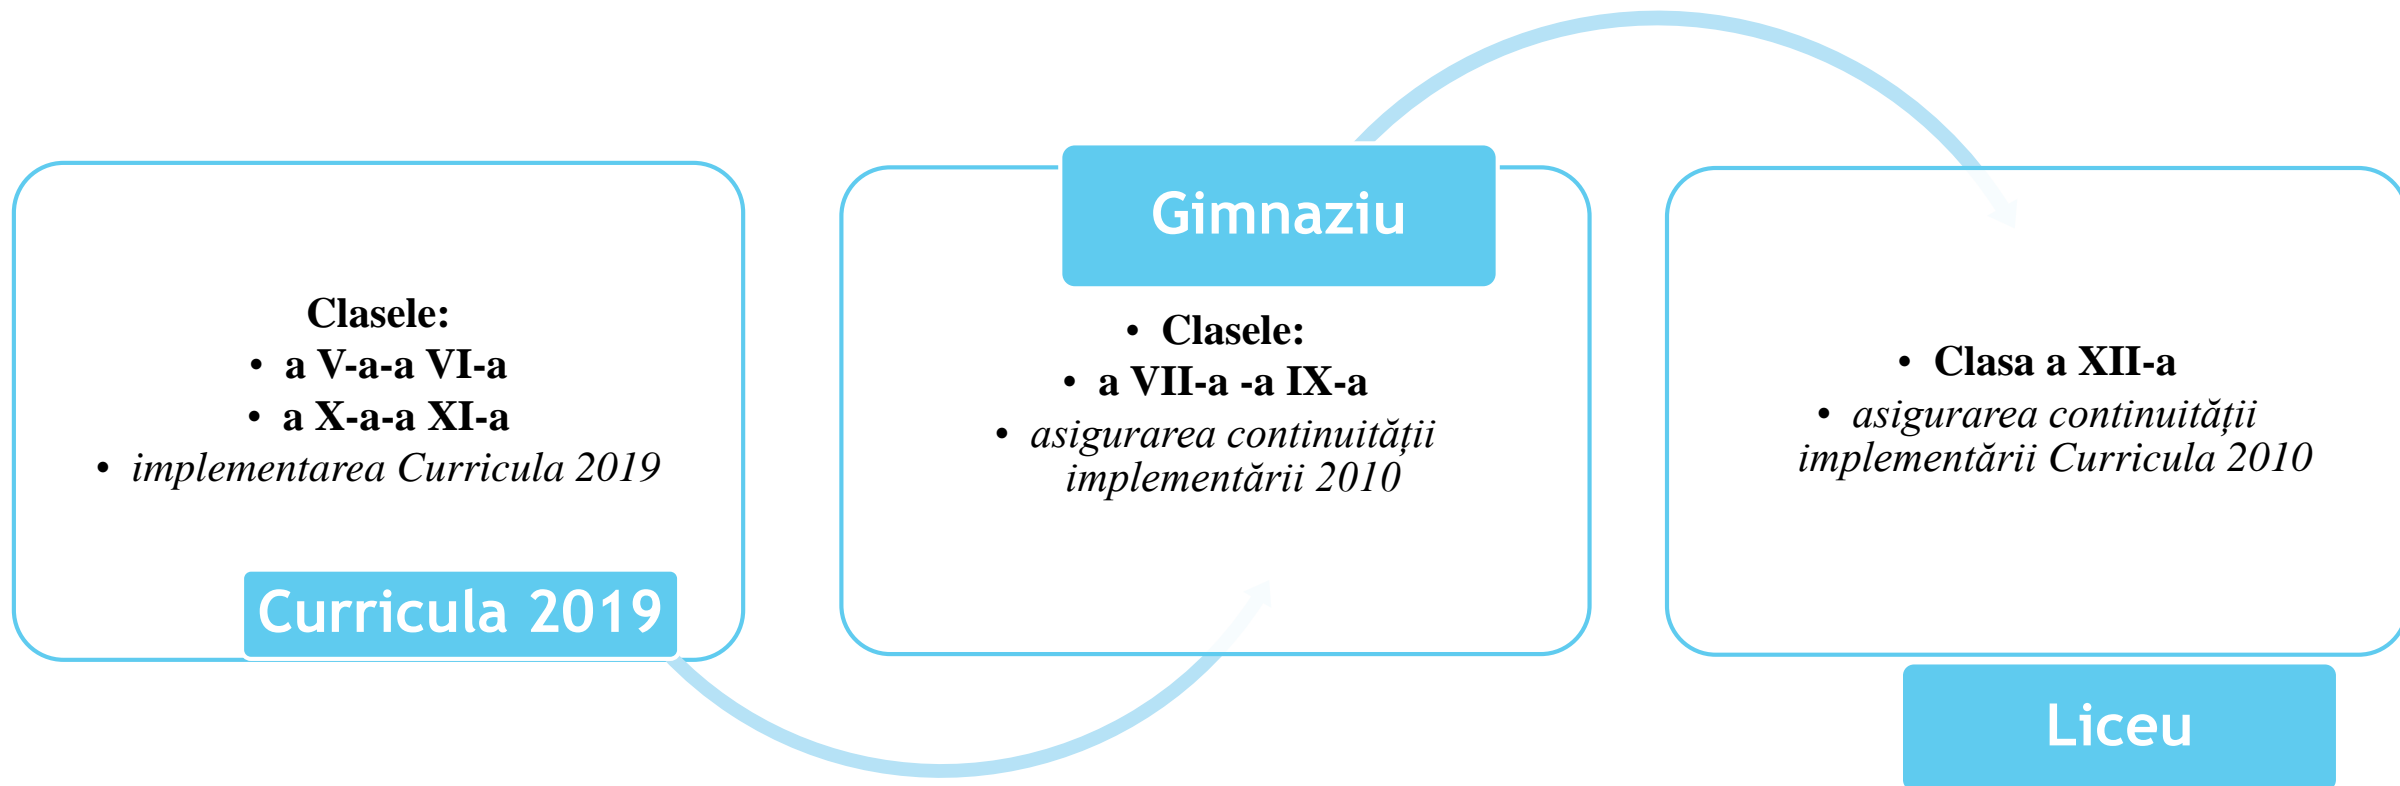 Clasele:
• a V-a-a VI-a
• a X-a-a XI-a
• implementarea Curricula 2019
Curricula 2019
Gimnaziu
• Clasele:
• a VII-a -a IX-a
• asigurarea continuității
implementării 2010
• Clasa a XII-a
• asigurarea continuității
implementării Curricula 2010
Liceu